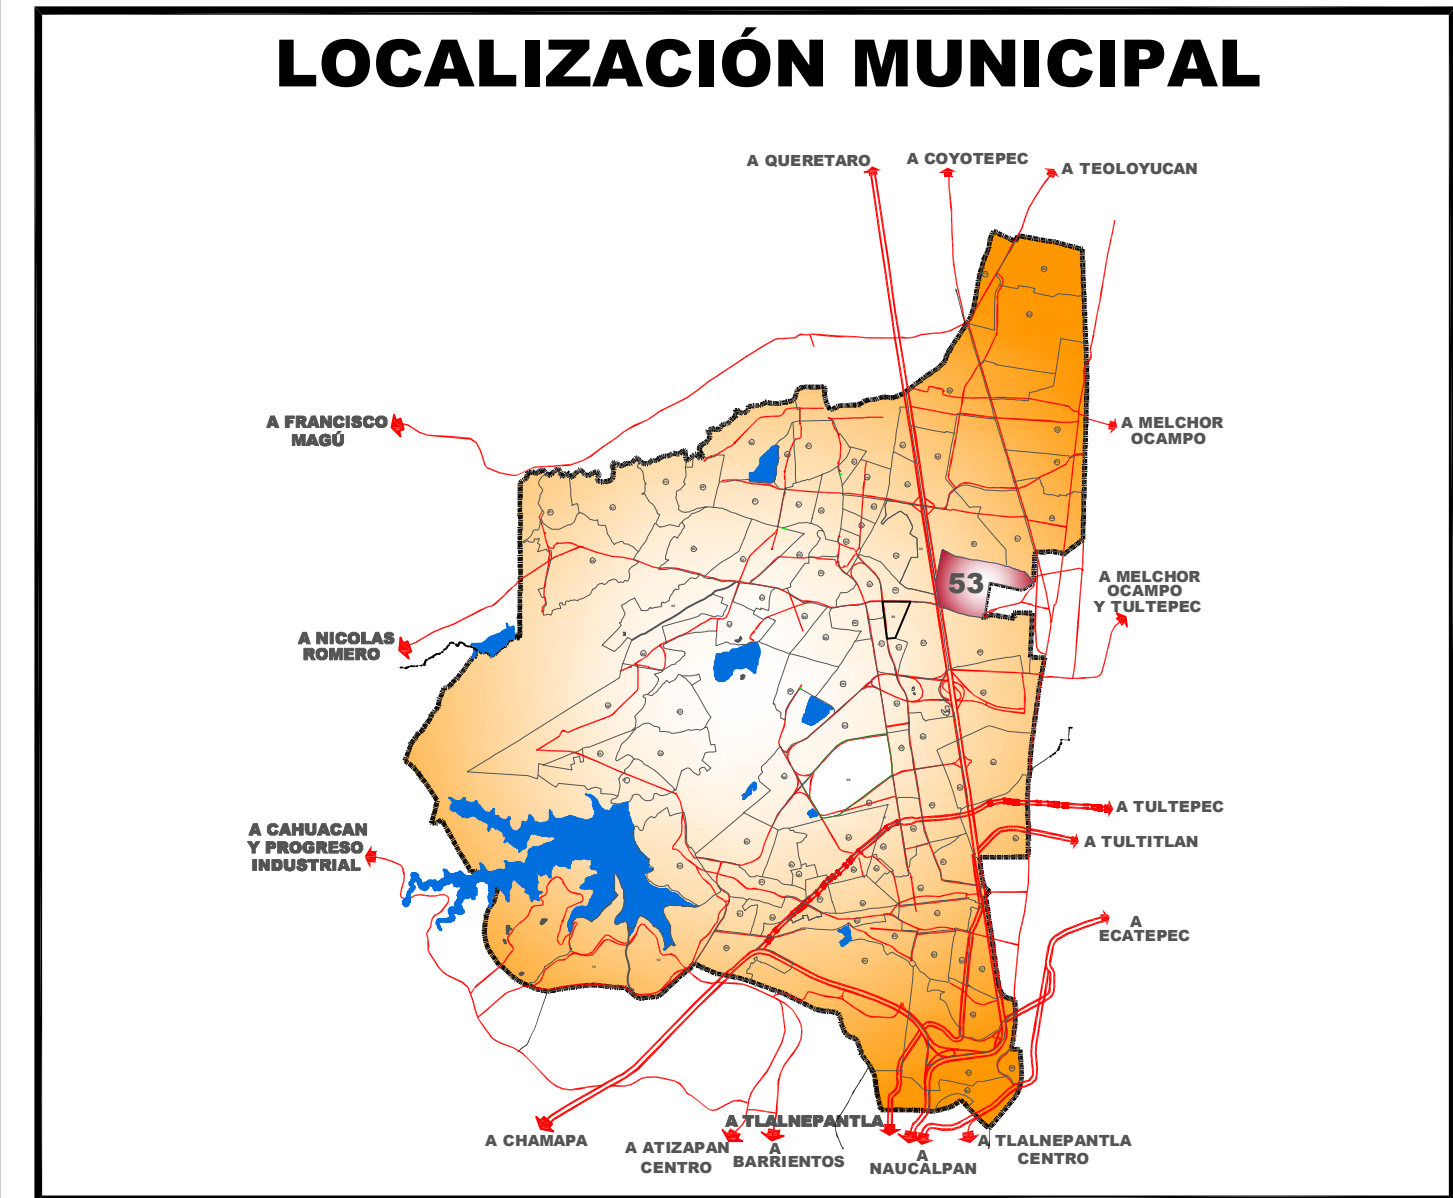 LOCALIZACIÓN MUNICIPAL
A QUERETARO
A COYOTEPEC
A TEOLOYUCAN
A FRANCISCO
MAGÚ
A MELCHOR
OCAMPO
53
A MELCHOR
OCAMPO
Y TULTEPEC
A NICOLAS
ROMERO
A TULTEPEC
A CAHUACAN
Y PROGRESO
INDUSTRIAL
A TULTITLAN
A
ECATEPEC
A CHAMAPA
A ATIZAPAN
CENTRO
A TLALNEPANTLA
A
BARRIENTOS
A
NAUCALPAN
A TLALNEPANTLA
CENTRO